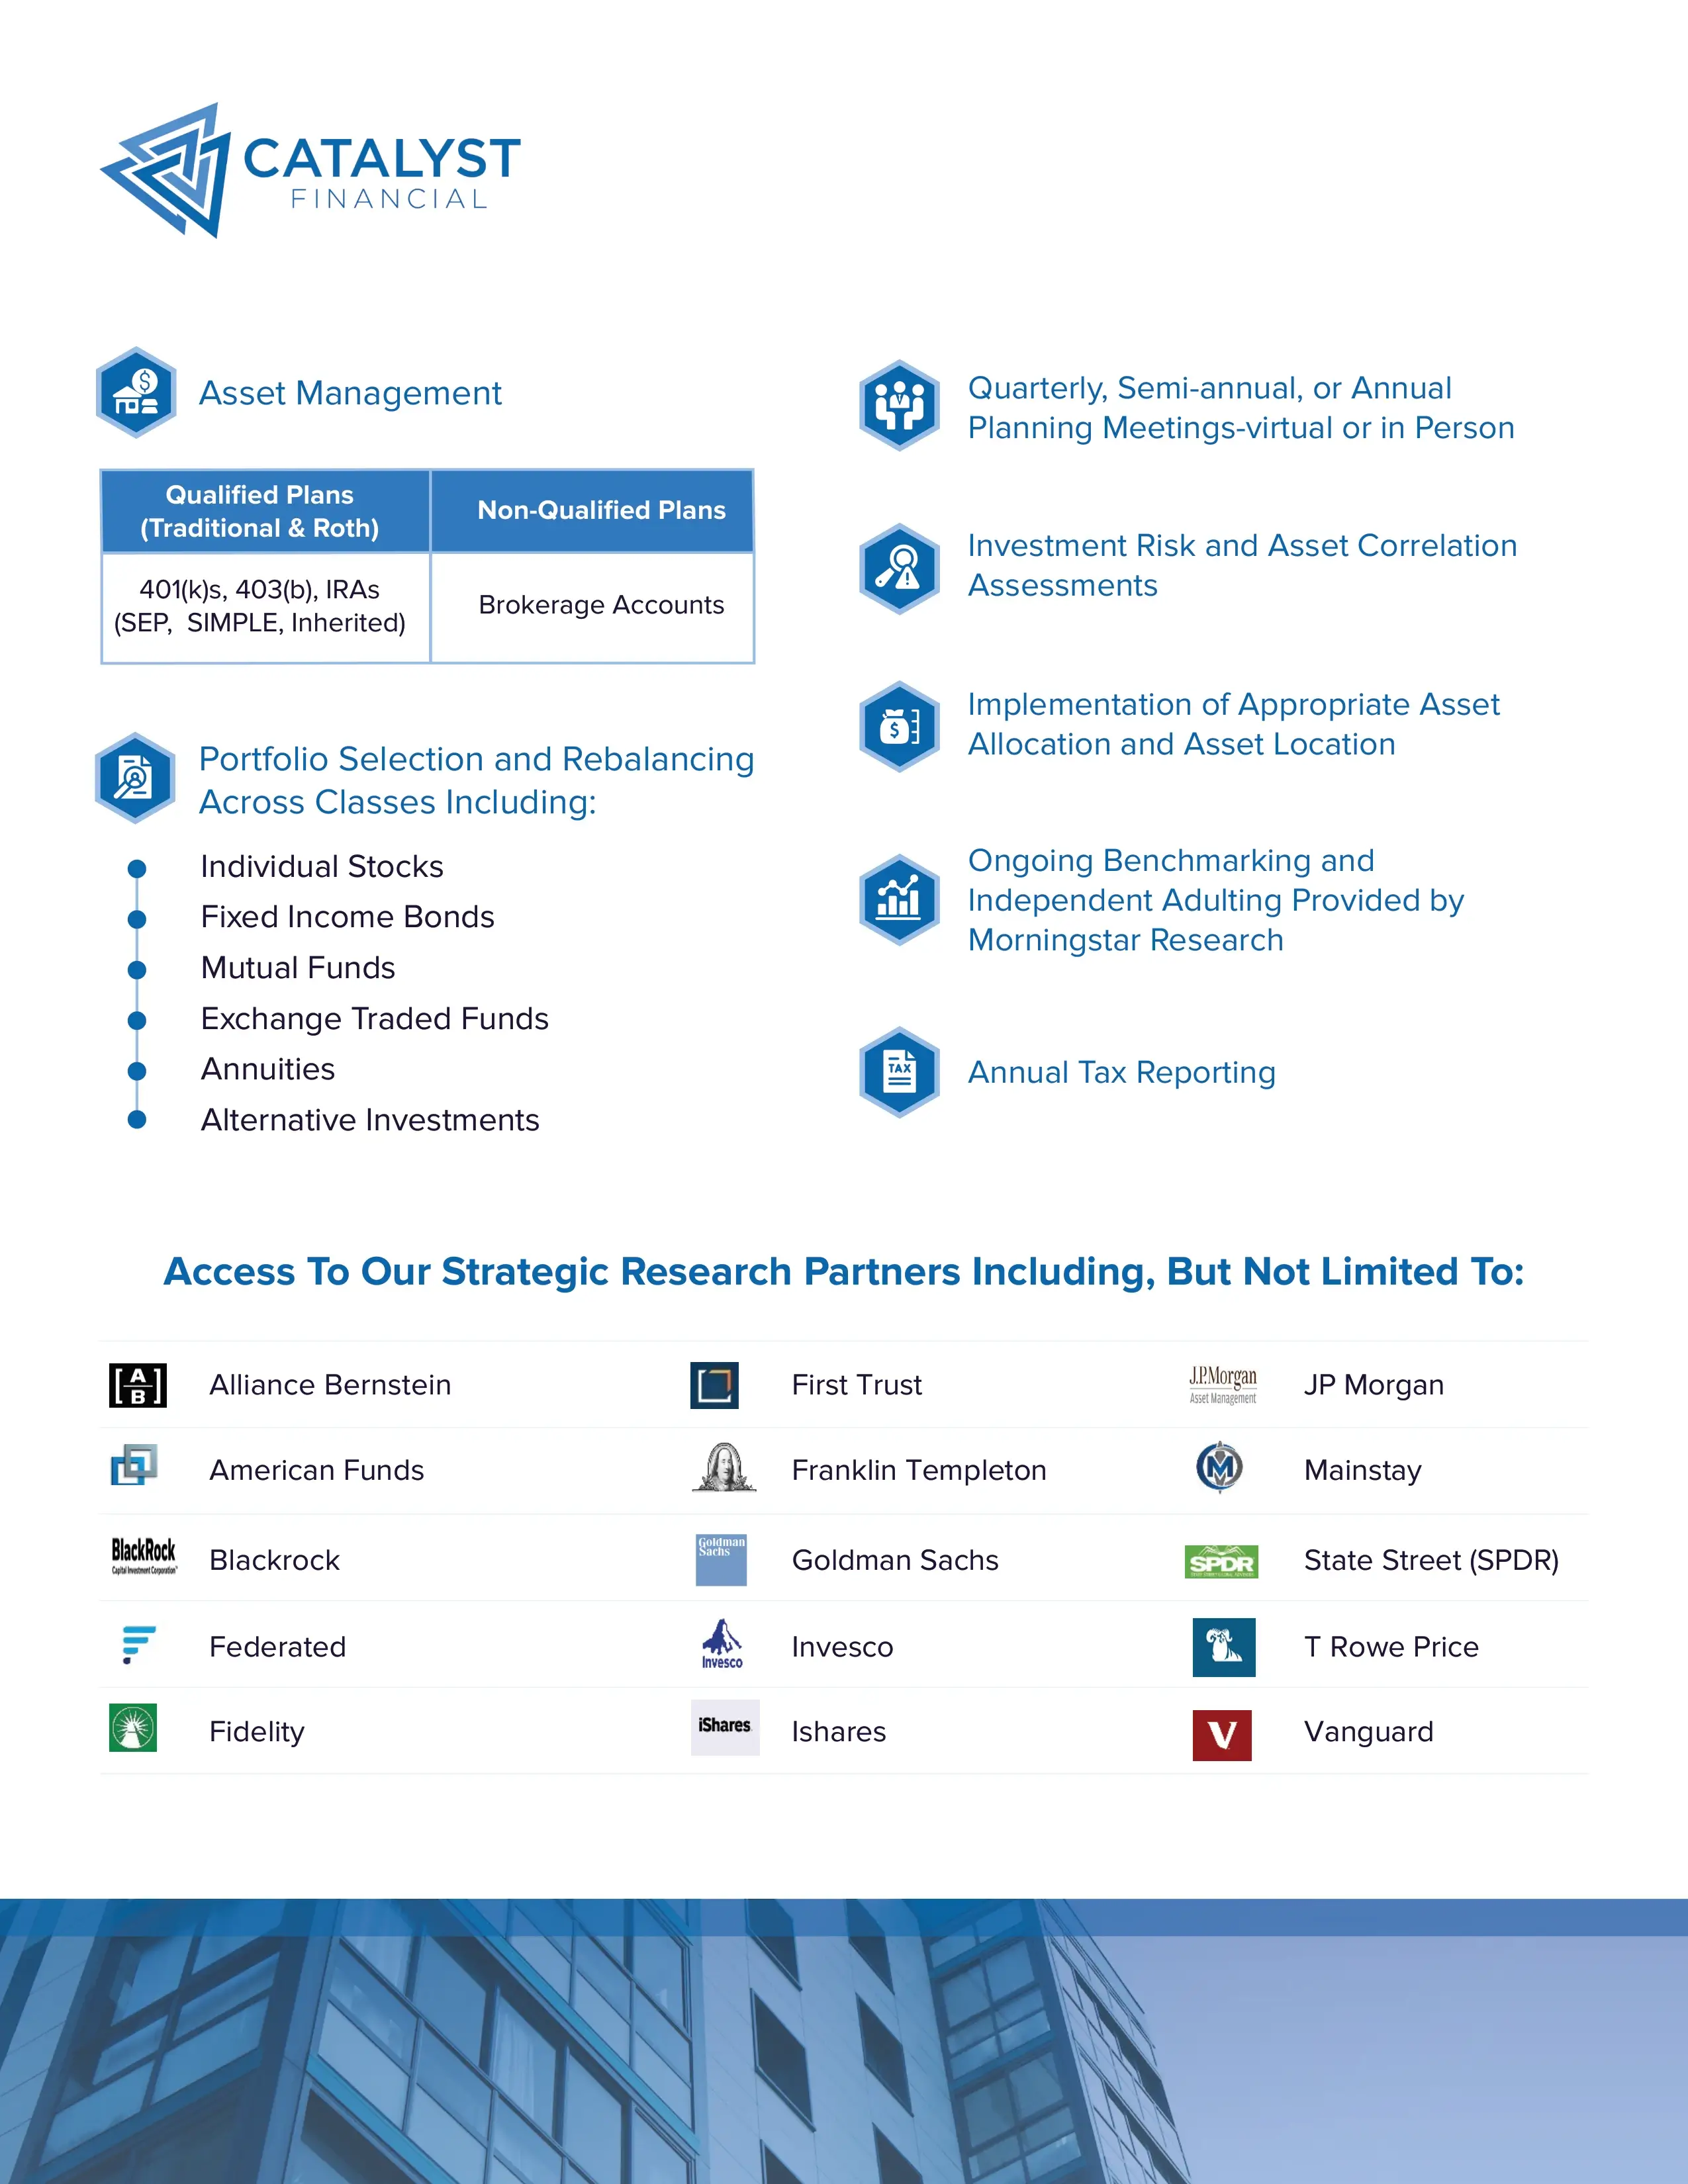 CATALYST
FINANCIAL
Asset Management
Qualified Plans
(Traditional & Roth)
Non-Qualified Plans
401(k)s, 403(b), IRAs
(SEP,  SIMPLE, Inherited)
Brokerage Accounts
Portfolio Selection and Rebalancing
Across Classes Including:
Individual Stocks
Fixed Income Bonds
Mutual Funds
Exchange Traded Funds
Annuities
Alternative Investments
Quarterly, Semi-annual, or Annual
Planning Meetings-virtual or in Person
Investment Risk and Asset Correlation
Assessments
Implementation of Appropriate Asset
Allocation and Asset Location
Ongoing Benchmarking and
Independent Adulting Provided by
Morningstar Research
TAX
Annual Tax Reporting
Access To Our Strategic Research Partners Including, But Not Limited To:
[A
B]
Alliance Bernstein
First Trust
J.P.Morgan
Asset Management
JP Morgan
American Funds
Franklin Templeton
M
Mainstay
BlackRock
Capital Investment Corporation
Blackrock
Goldman
Sachs
Goldman Sachs
SPDR
State Street (SPDR)
Federated
Invesco
Invesco
T Rowe Price
Fidelity
iShares
Ishares
V
Vanguard